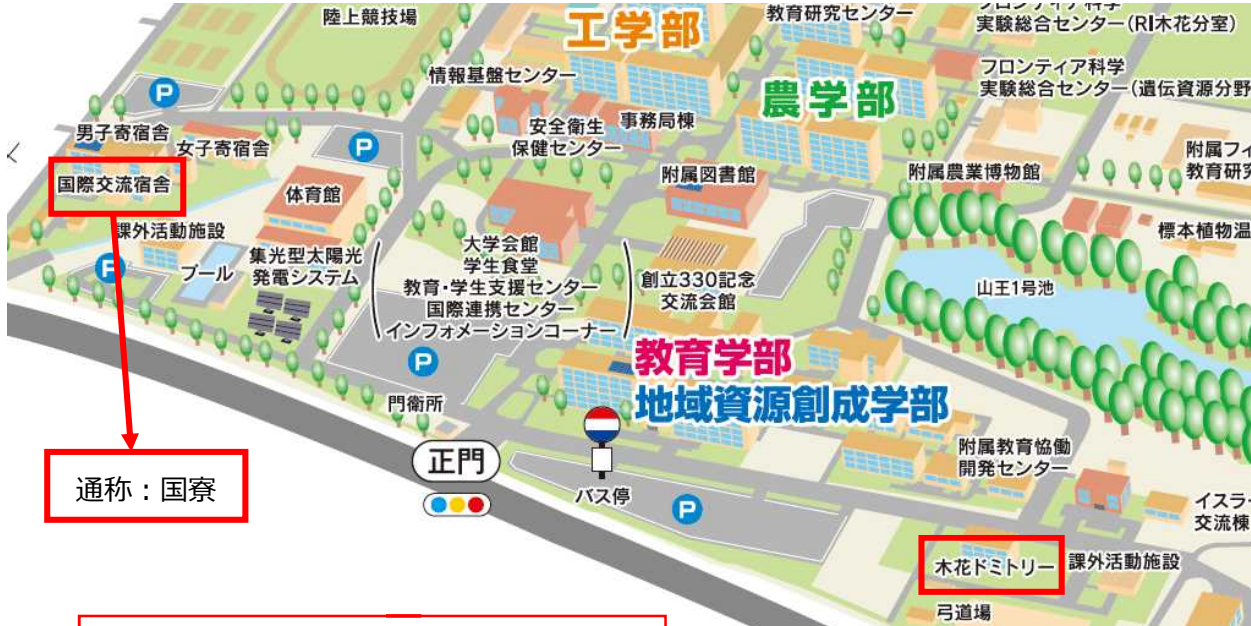 陸上競技場
工学部
教育研究センター
実験総合センター(RI木花分室)
情報基盤センター
農学部
フロンティア科学
実験総合センター(遺伝資源分野
P
男子寄宿舎
女子寄宿舎
P
安全衛生
保健センター
事務局棟
附属図書館
附属農業博物館
附属フィ
教育研究
国際交流宿舎
体育館
課外活動施設
P
プール
集光型太陽光
発電システム
大学会館
学生食堂
教育・学生支援センター
国際連携センター
インフォメーションコーナー
創立330記念
交流会館
山王1号池
標本植物温
P
教育学部
地域資源創成学部
門衛所
正門
バス停
P
附属教育協働
開発センター
イスラ
交流棟
通称：国寮
木花ドミトリー
課外活動施設
弓道場